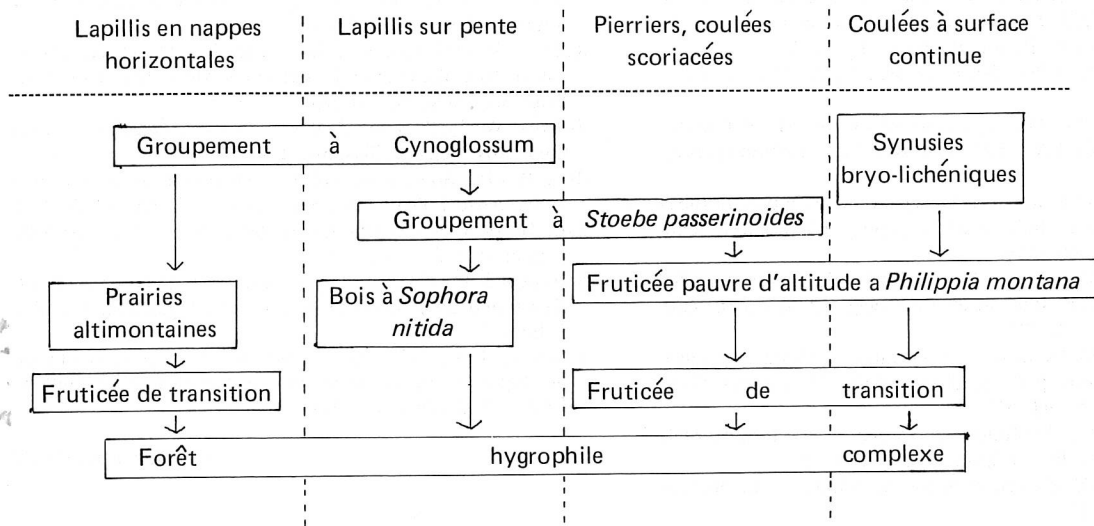 Lapillis en nappes
horizontales
Lapillis sur pente
Pierriers, coulées
scoriacées
Coulées à surface
continue
Groupement à Cynoglossum
Synusies
bryo-lichéniques
Groupement à Stoebe passerinoides
Fruticée pauvre d'altitude a Philippia montana
Prairies
altimontaines
Bois à Sophora
nitida
Fruticée de transition
Fruticée de transition
Forêt hygrophile complexe